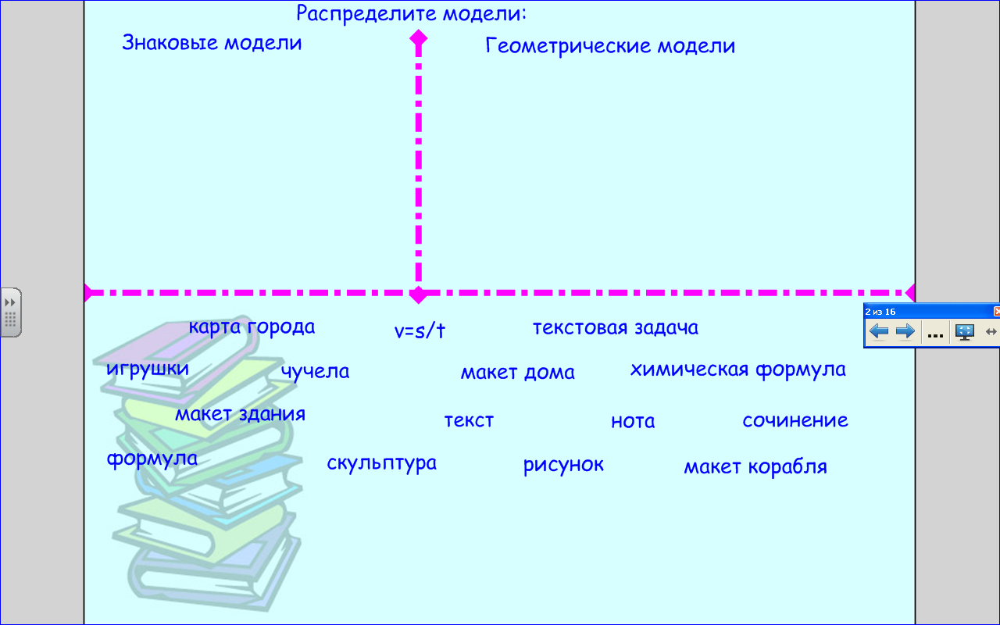 Распределите модели:
Знаковые модели
Геометрические модели
карта города
v=s/t
текстовая задача
2 из 16
игрушки
чучела
макет дома
химическая формула
макет здания
текст
нота
сочинение
формула
скульптура
рисунок
макет корабля